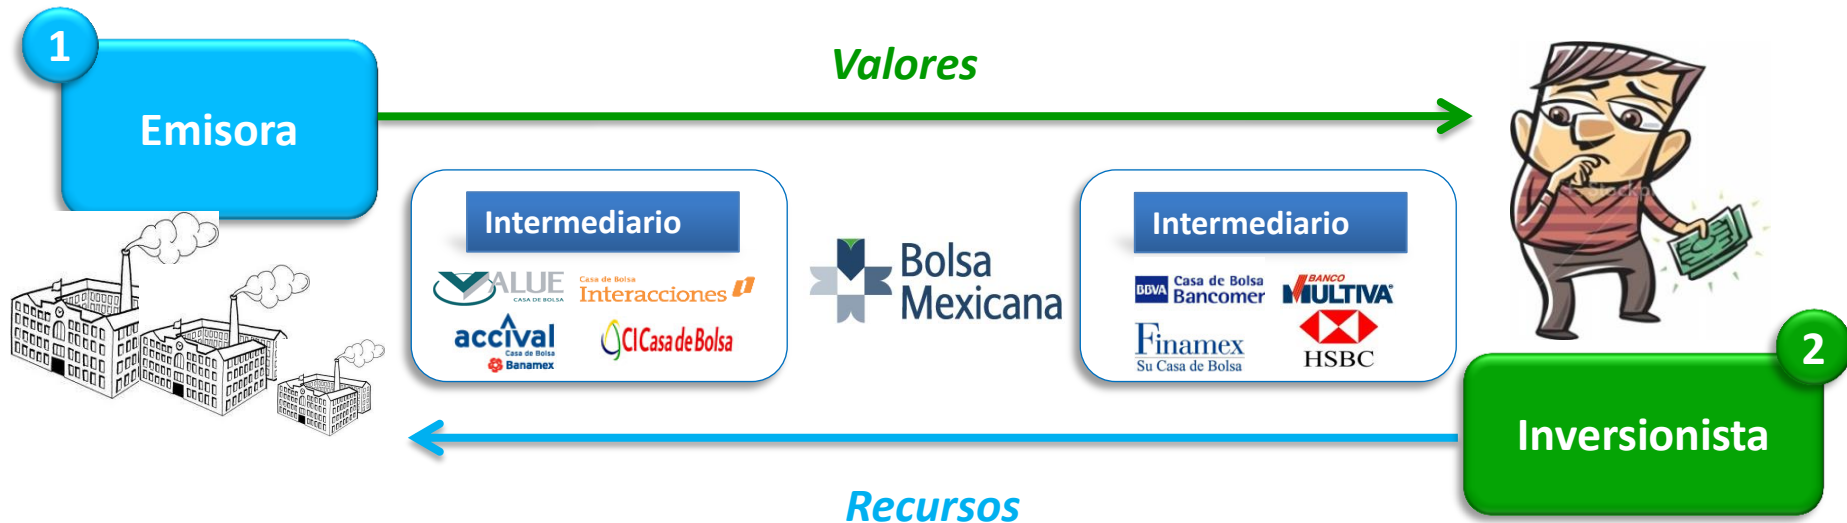 1
Emisora
Valores
Intermediario
VALUE
CASA DE BOLSA
Casa de Bolsa
Interacciones
accival
Casa de Bolsa
Banamex
CICasa de Bolsa
Bolsa
Mexicana
Intermediario
BBVA Casa de Bolsa
Bancomer
BANCO
MULTIVA
Finamex
Su Casa de Bolsa
HSBC
2
Inversionista
Recursos